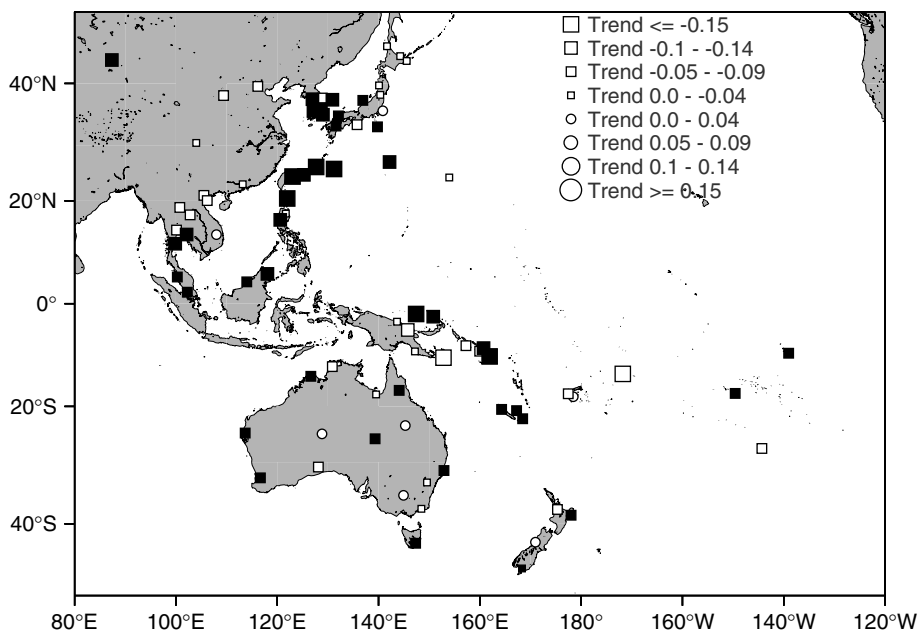 Trend <= -0.15
Trend -0.1 - -0.14
Trend -0.05 - -0.09
Trend 0.0 - -0.04
Trend 0.0 - 0.04
Trend 0.05 - 0.09
Trend 0.1 - 0.14
Trend >= 0.15
40°N
20°N
0°
20°S
40°S
80°E 100°E 120°E 140°E 160°E 180° 160°W 140°W 120°W